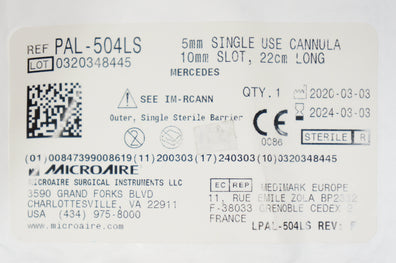 REF PAL-504LS
5mm SINGLE USE CANNULA
10mm SLOT, 22cm LONG
LOT 0320348445
MERCEDES
SEE IM-RCANN
QTY. 1
2020-03-03
2024-03-03
Outer, Single Sterile Barrier
CE
0086
STERILE R
(01)00847399008619(11)200303(17)240303(10)0320348445
MICROAIRE
MICROAIRE SURGICAL INSTRUMENTS LLC
3590 GRAND FORKS BLVD
CHARLOTTESVILLE, VA 22911
USA (434) 975-8000
www.microaire.com
EC REP MEDIMARK EUROPE
11, RUE EMILE ZOLA
F-38033 GRENOBLE CEDEX 2
FRANCE
LPAL-504LS REV: